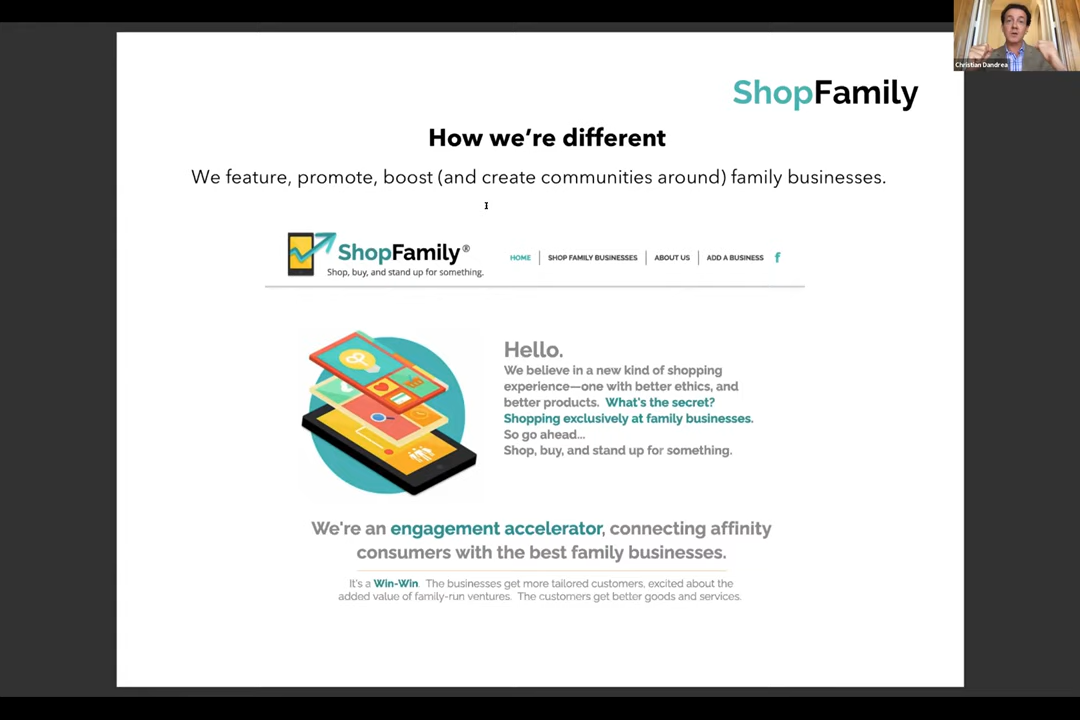 Christian Dandrea
ShopFamily
How we're different
We feature, promote, boost (and create communities around) family businesses.
ShopFamily®
Shop, buy, and stand up for something.
HOME
SHOP FAMILY BUSINESSES
ABOUT US
ADD A BUSINESS
f
Hello.
We believe in a new kind of shopping
experience—one with better ethics, and
better products. What's the secret?
Shopping exclusively at family businesses.
So go ahead...
Shop, buy, and stand up for something.
We're an engagement accelerator, connecting affinity
consumers with the best family businesses.
It's a Win-Win. The businesses get more tailored customers, excited about the
added value of family-run ventures. The customers get better goods and services.